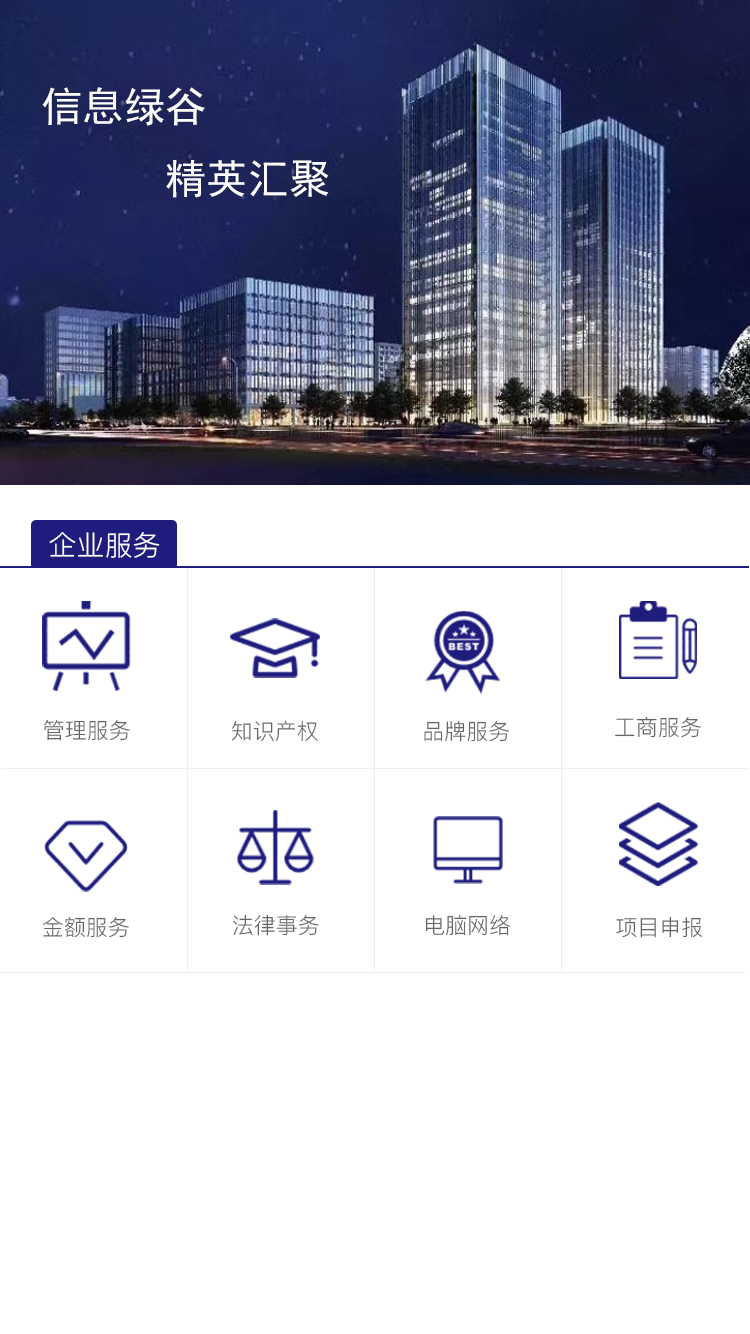 信息绿谷
精英汇聚
企业服务
BEST
管理服务
知识产权
品牌服务
工商服务
金额服务
法律事务
电脑网络
项目申报